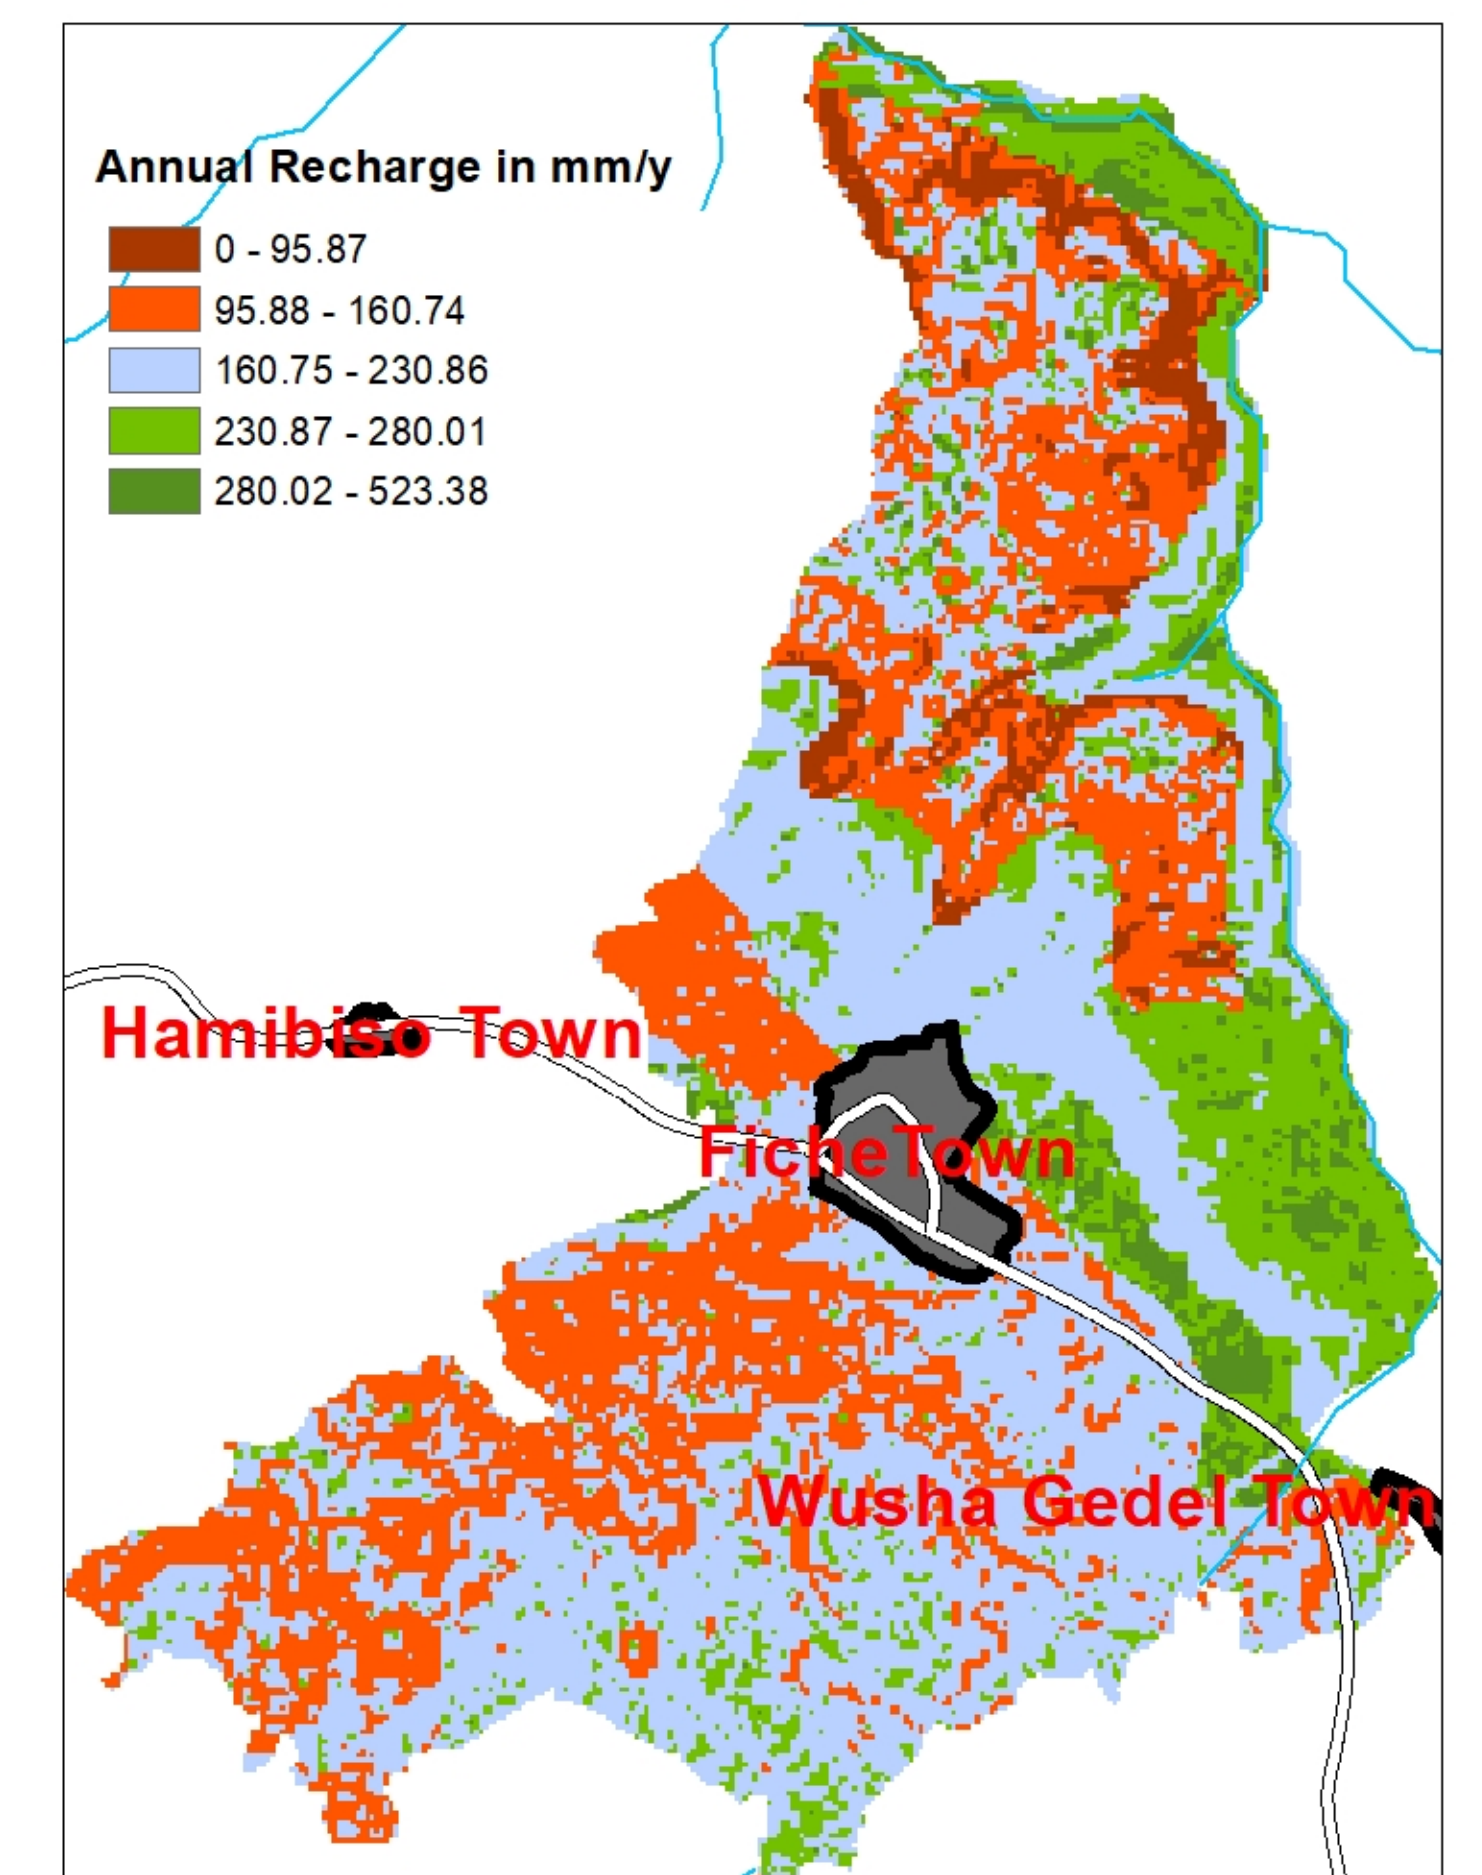 Annual Recharge in mm/y
0 - 95.87
95.88 - 160.74
160.75 - 230.86
230.87 - 280.01
280.02 - 523.38
Hamibiso Town
FicheTown
Wusha Gedel Town